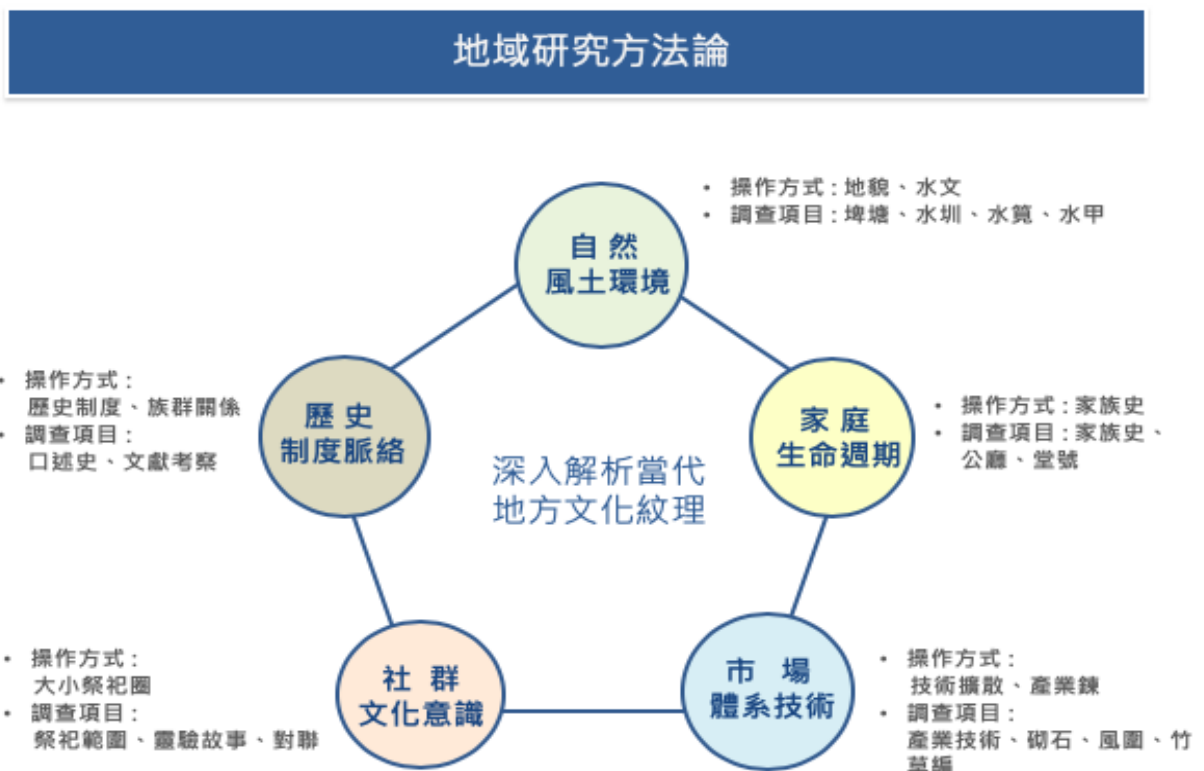 地域研究方法論
• 操作方式 : 地貌、水文
• 調查項目 : 埤塘、水圳、水筧、水甲
自 然
風土環境
• 操作方式 :
歷史制度、族群關係
• 調查項目 :
口述史、文獻考察
歷 史
制度脈絡
家 庭
生命週期
• 操作方式 : 家族史
• 調查項目 : 家族史、
公廳、堂號
深入解析當代
地方文化紋理
• 操作方式 :
大小祭祀圈
• 調查項目 :
祭祀範圍、靈驗故事、對聯
社 群
文化意識
市 場
體系技術
• 操作方式 :
技術擴散、產業鍊
• 調查項目 :
產業技術、砌石、風圍、竹
草編